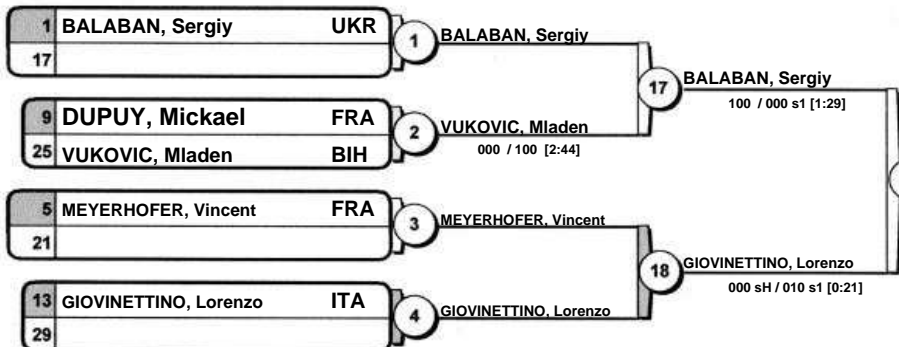 1 BALABAN, Sergiy UKR
17
1
BALABAN, Sergiy
9 DUPUY, Mickael FRA
25 VUKOVIC, Mladen BIH
2
VUKOVIC, Mladen
000 / 100 [2:44]
17
BALABAN, Sergiy
100 / 000 s1 [1:29]
5 MEYERHOFER, Vincent FRA
21
3
MEYERHOFER, Vincent
13 GIOVINETTINO, Lorenzo ITA
29
4
GIOVINETTINO, Lorenzo
18
GIOVINETTINO, Lorenzo
000 sH / 010 s1 [0:21]